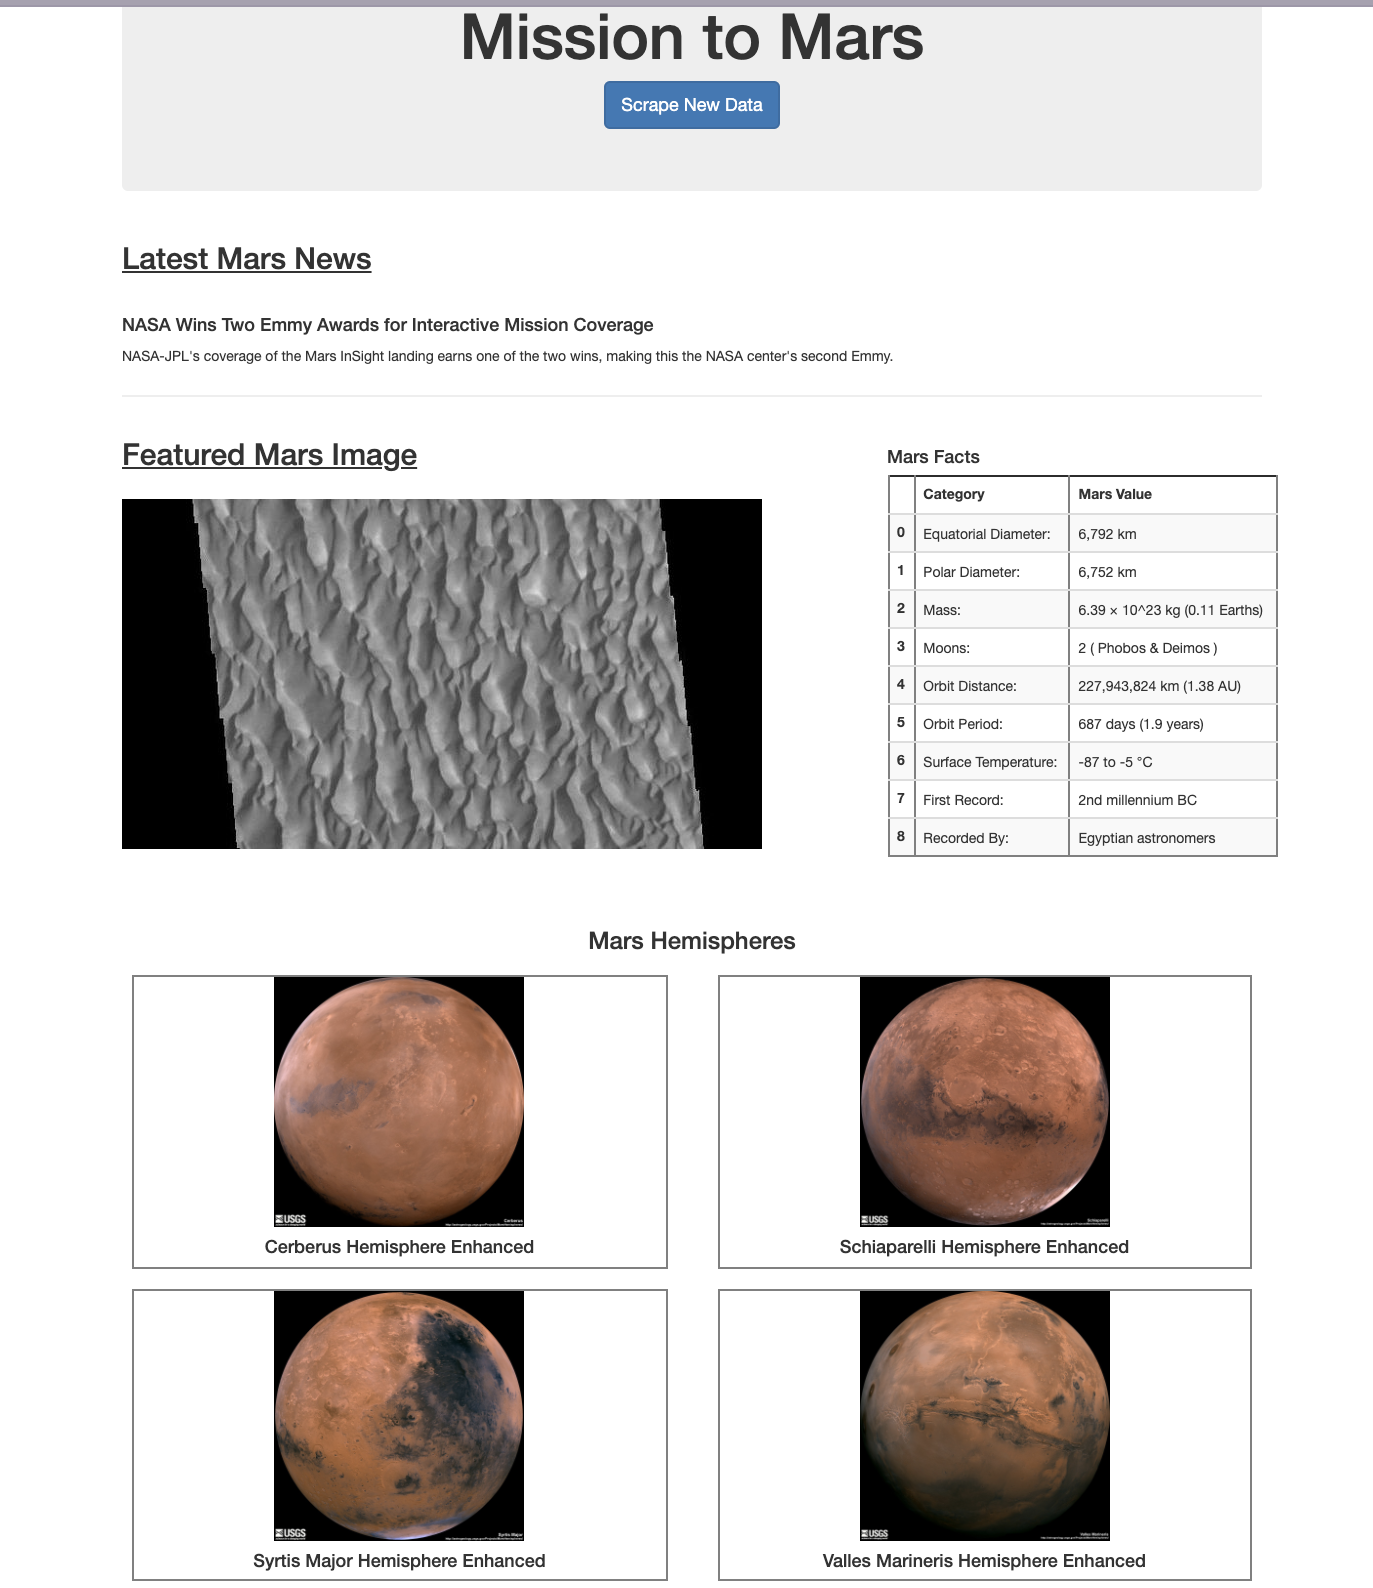 Mission to Mars
Scrape New Data
Latest Mars News
NASA Wins Two Emmy Awards for Interactive Mission Coverage
NASA-JPL's coverage of the Mars InSight landing earns one of the two wins, making this the NASA center's second Emmy.
Featured Mars Image
Mars Facts
Category Mars Value
0 Equatorial Diameter: 6,792 km
1 Polar Diameter: 6,752 km
2 Mass: 6.39 × 10^23 kg (0.11 Earths)
3 Moons: 2 ( Phobos & Deimos )
4 Orbit Distance: 227,943,824 km (1.38 AU)
5 Orbit Period: 687 days (1.9 years)
6 Surface Temperature: -87 to -5 °C
7 First Record: 2nd millennium BC
8 Recorded By: Egyptian astronomers
Mars Hemispheres
USGS Cerberus
USGS Schiaparelli
Cerberus Hemisphere Enhanced
Schiaparelli Hemisphere Enhanced
USGS Syrtis Major
USGS Valles Marineris
Syrtis Major Hemisphere Enhanced
Valles Marineris Hemisphere Enhanced